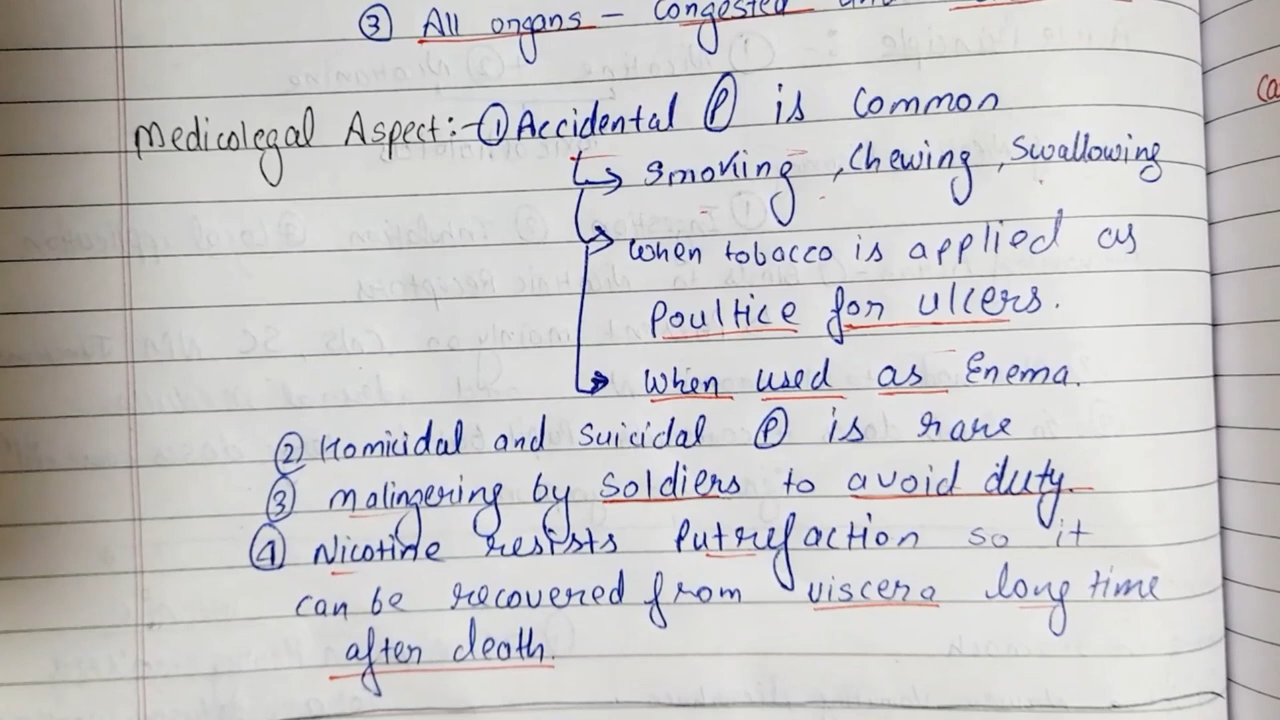 ③ All organs - Congested and
Medicolegal Aspect:- ① Accidental Ⓟ is Common
↳ Smoking, Chewing, Swallowing
→ When tobacco is applied as
Poultice for ulcers.
→ When used as Enema.
② Homicidal and Suicidal Ⓟ is rare
③ Malingering by Soldiers to avoid duty.
④ Nicotine resists Putrefaction so it
can be recovered from viscera long time
after death.